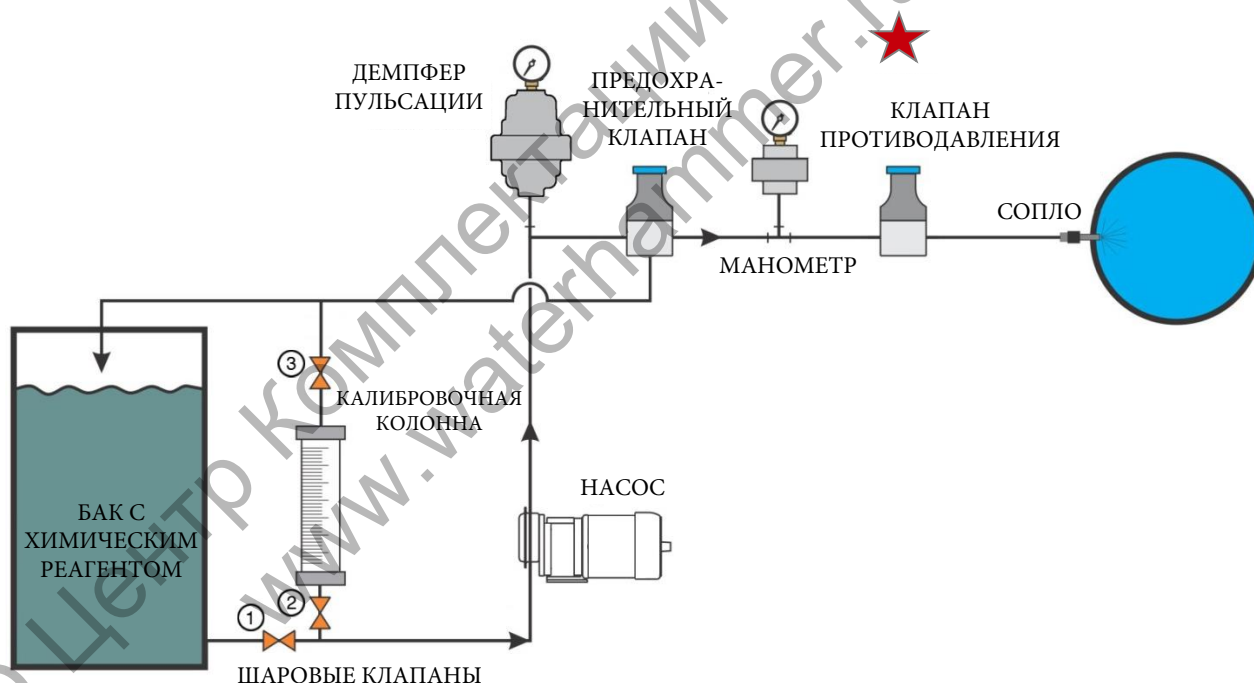 ДЕМПФЕР
ПУЛЬСАЦИИ
ПРЕДОХРА-
НИТЕЛЬНЫЙ
КЛАПАН
КЛАПАН
ПРОТИВОДАВЛЕНИЯ
СОПЛО
МАНОМЕТР
3
КАЛИБРОВОЧНАЯ
КОЛОННА
НАСОС
БАК С
ХИМИЧЕСКИМ
РЕАГЕНТОМ
2
1
ШАРОВЫЕ КЛАПАНЫ
Центр Комплектации
www.waterhammer.ru